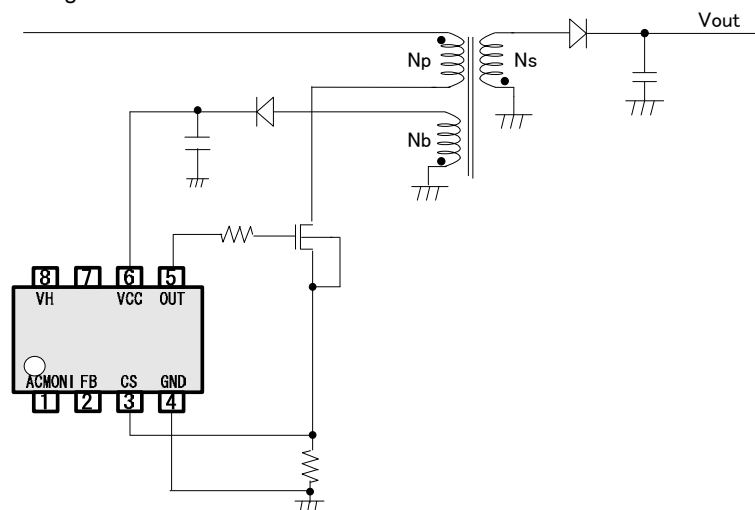 Vout
Np
Ns
Nb
8 7 6 5
VH VCC OUT
ACMONI FB CS GND
1 2 3 4